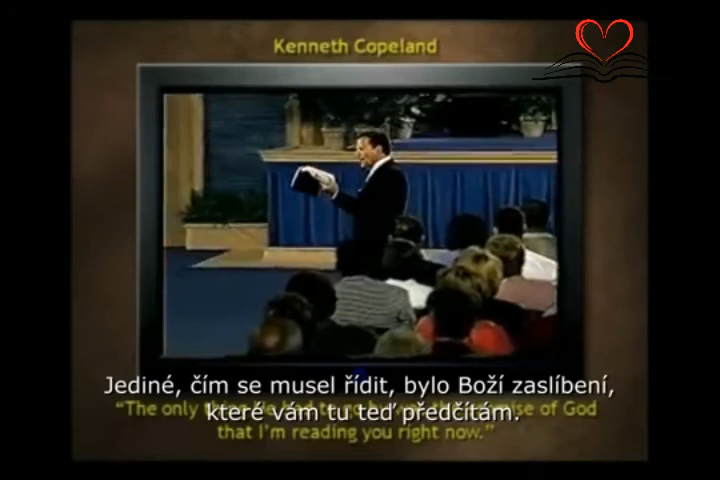 Kenneth Copeland
Jediné, čím se musel řídit, bylo Boží zaslíbení,
které vám tu teď předčítám.
“The only of God
that I’m reading you right now.”